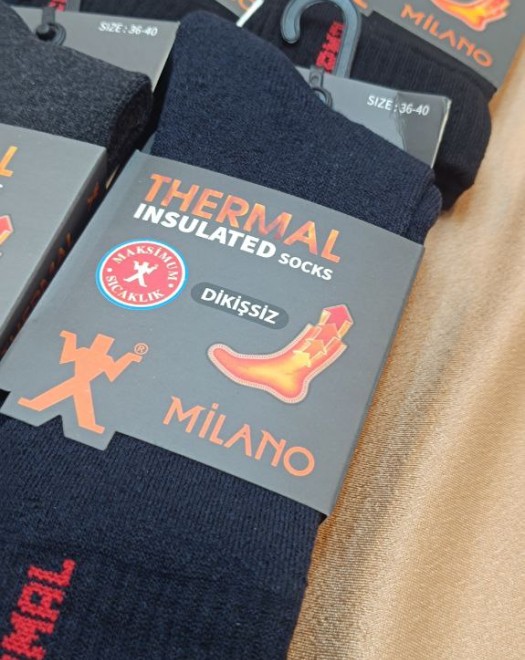 SIZE: 36-40
MİLANO
SIZE: 36-40
THERMAL
INSULATED SOCKS
MAKSİMUM
SICAKLIK
DİKİŞSİZ
®
MİLANO